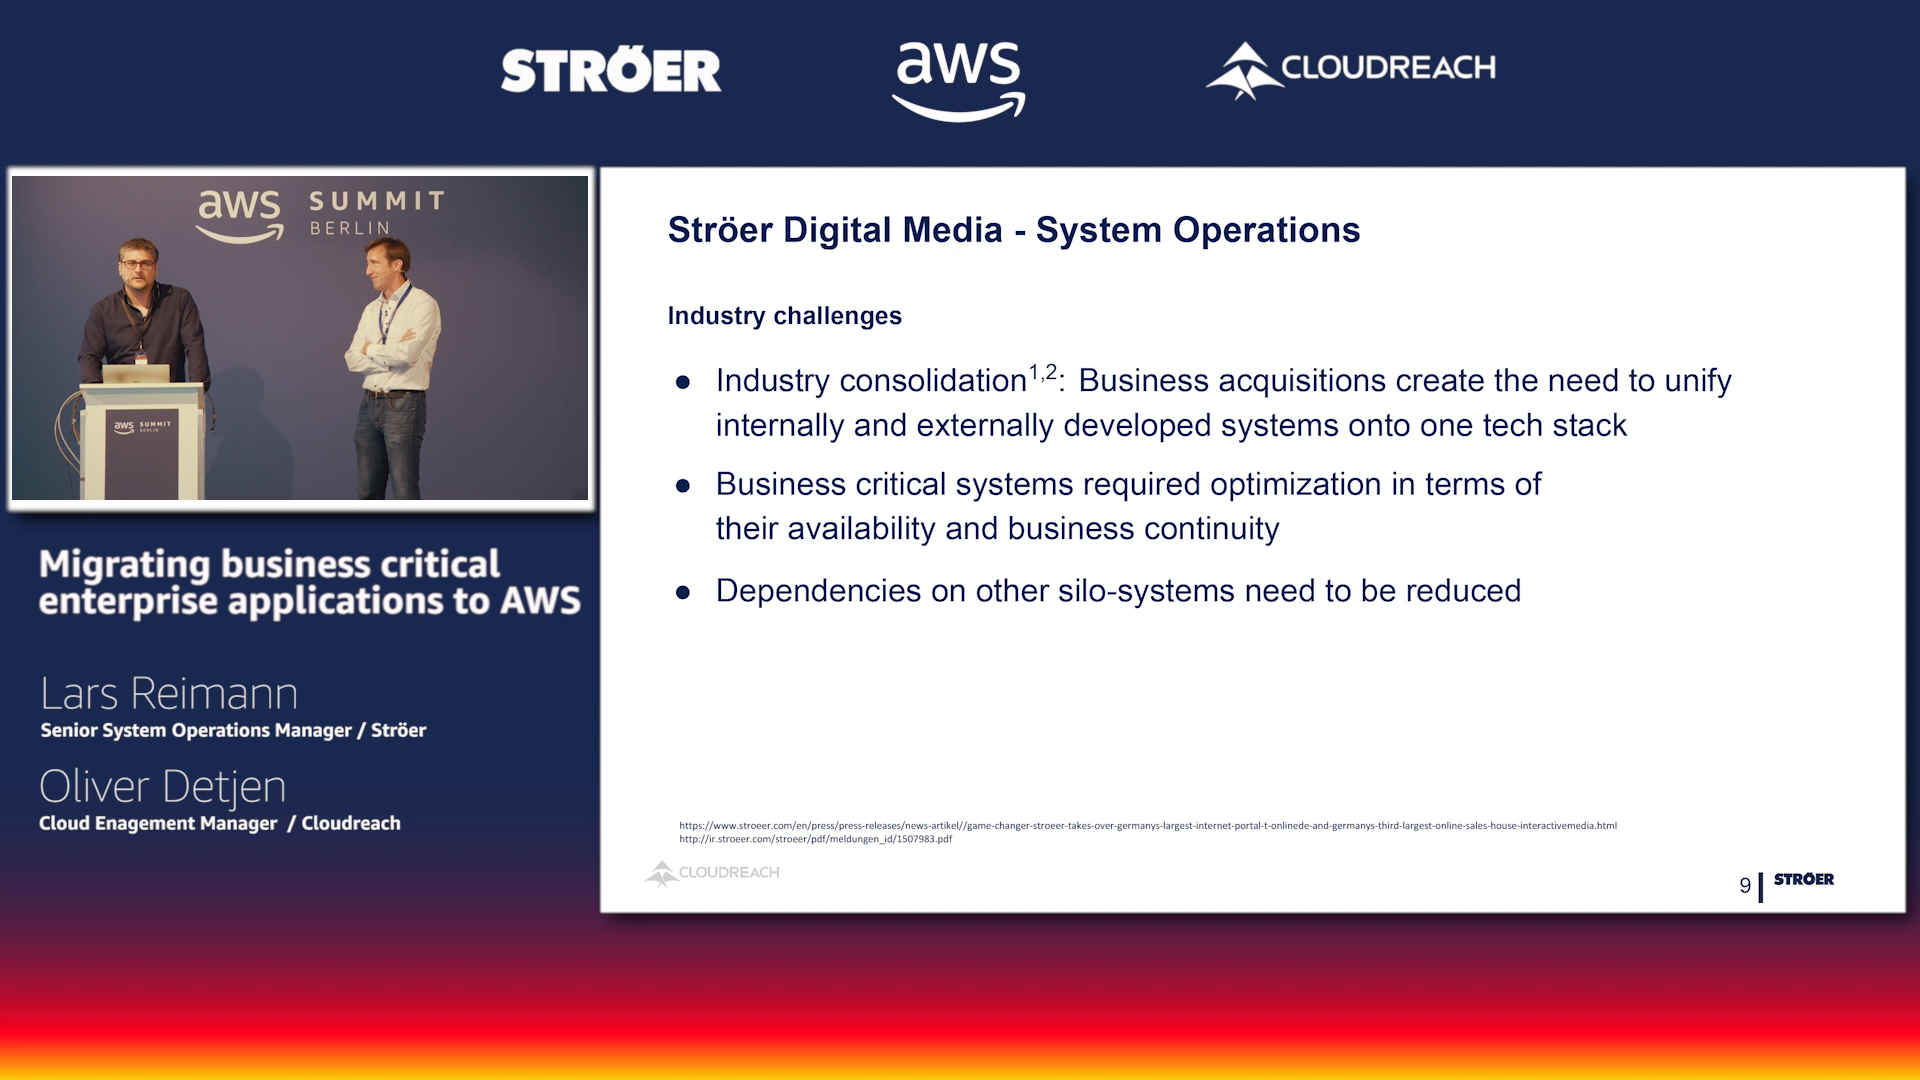 STRÖER
aws
CLOUDREACH
aws SUMMIT
BERLIN
aws SUMMIT
BERLIN
Migrating business critical
enterprise applications to AWS
Lars Reimann
Senior System Operations Manager / Ströer
Oliver Detjen
Cloud Enagement Manager / Cloudreach
Ströer Digital Media - System Operations
Industry challenges
● Industry consolidation1,2: Business acquisitions create the need to unify
internally and externally developed systems onto one tech stack
● Business critical systems required optimization in terms of
their availability and business continuity
● Dependencies on other silo-systems need to be reduced
https://www.stroeer.com/en/press/press-releases/news-artikel//game-changer-stroeer-takes-over-germanys-largest-internet-portal-t-onlinede-and-germanys-third-largest-online-sales-house-interactivemedia.html
http://ir.stroeer.com/stroeer/pdf/meldungen_id/1507983.pdf
CLOUDREACH
9 | STRÖER